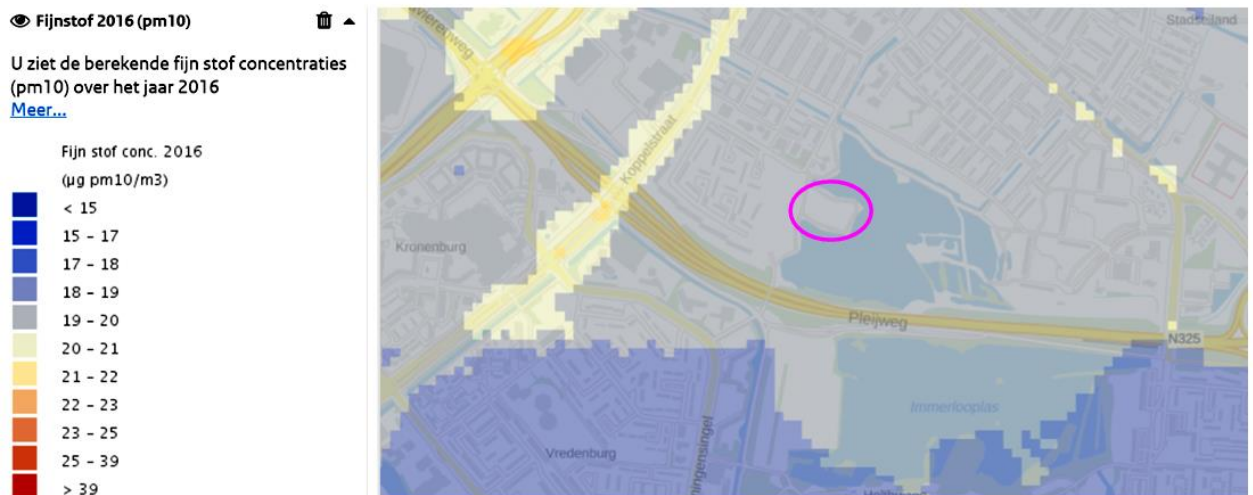 Fijnstof 2016 (pm10)
U ziet de berekende fijn stof concentraties
(pm10) over het jaar 2016
Meer...
Fijn stof conc. 2016
(µg pm10/m3)
< 15
15 - 17
17 - 18
18 - 19
19 - 20
20 - 21
21 - 22
22 - 23
23 - 25
25 - 39
> 39
Stadseiland
Koppelstraat
Kronenburg
Pleijweg
N325
Immerlooplas
Vredenburg